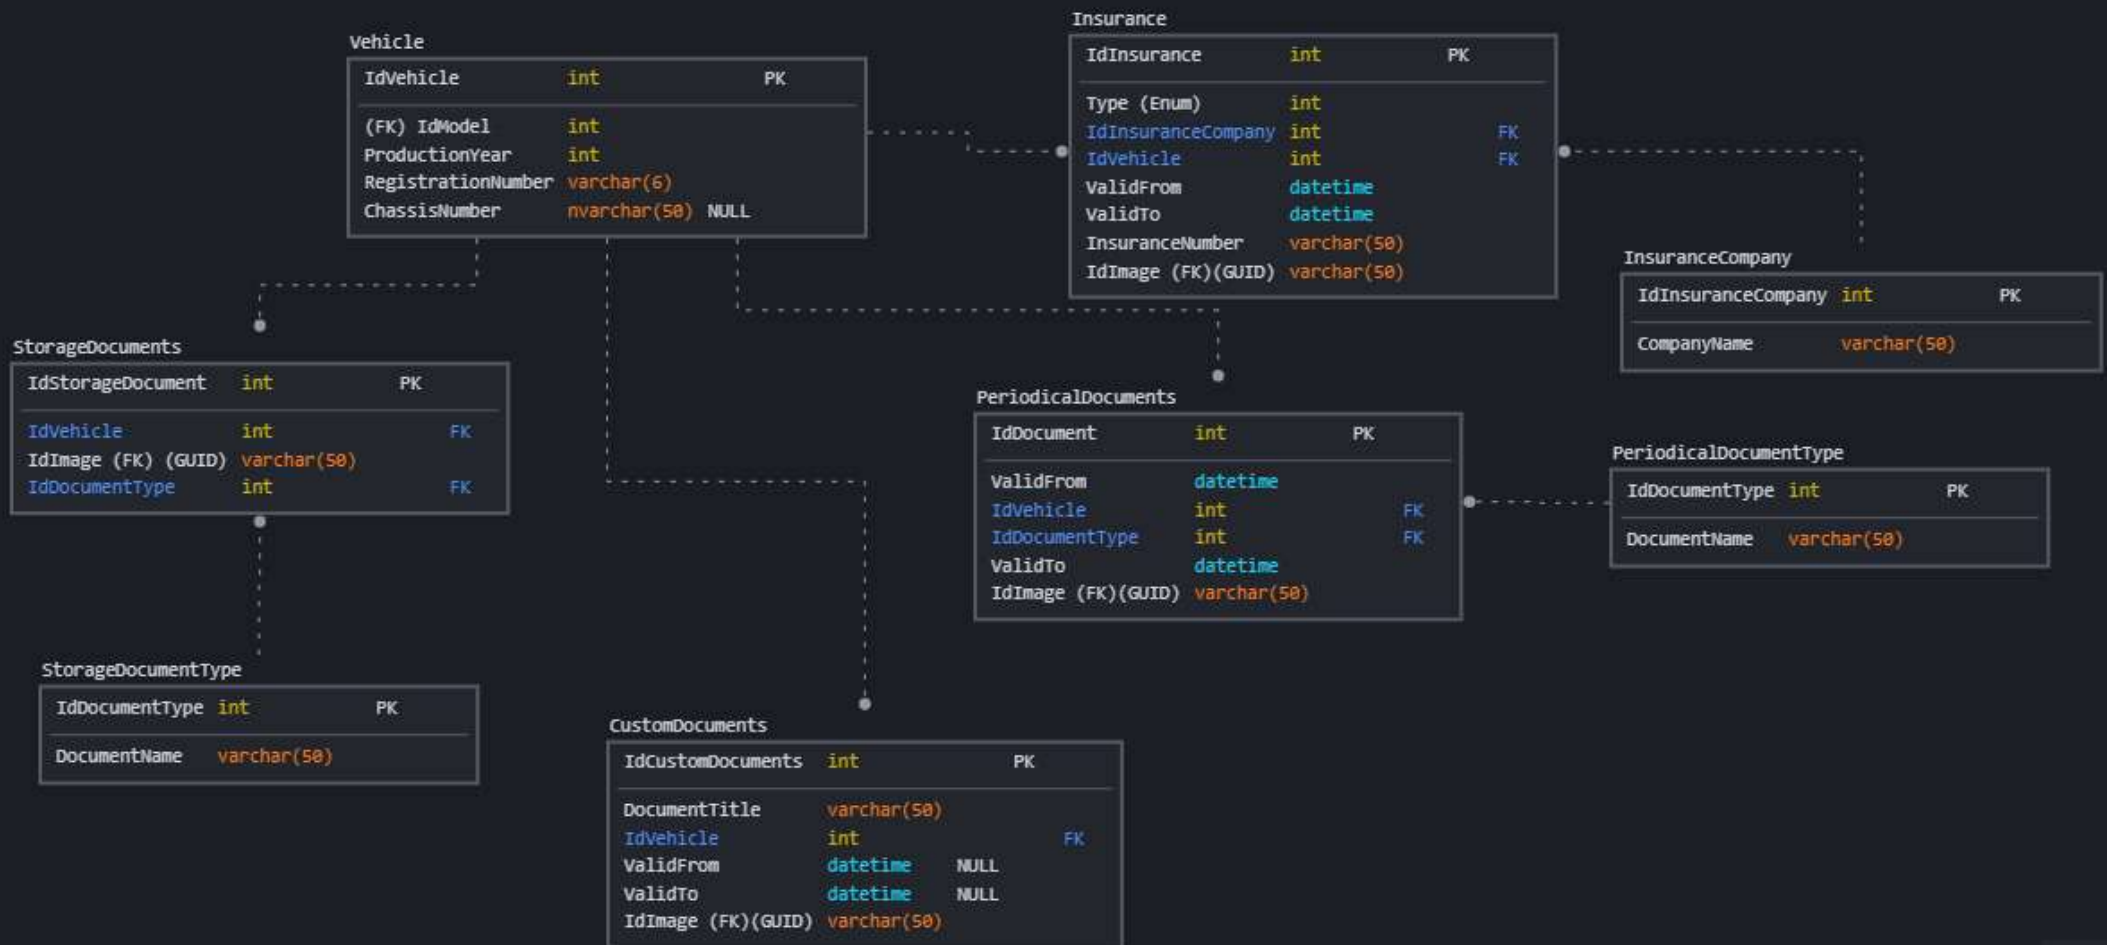 Vehicle
IdVehicle int PK
(FK) IdModel int
ProductionYear int
RegistrationNumber varchar(6)
ChassisNumber nvarchar(50) NULL
Insurance
IdInsurance int PK
Type (Enum) int
IdInsuranceCompany int FK
IdVehicle int FK
ValidFrom datetime
ValidTo datetime
InsuranceNumber varchar(50)
IdImage (FK)(GUID) varchar(50)
InsuranceCompany
IdInsuranceCompany int PK
CompanyName varchar(50)
StorageDocuments
IdStorageDocument int PK
IdVehicle int FK
IdImage (FK) (GUID) varchar(50)
IdDocumentType int FK
PeriodicalDocuments
IdDocument int PK
ValidFrom datetime
IdVehicle int FK
IdDocumentType int FK
ValidTo datetime
IdImage (FK)(GUID) varchar(50)
PeriodicalDocumentType
IdDocumentType int PK
DocumentName varchar(50)
StorageDocumentType
IdDocumentType int PK
DocumentName varchar(50)
CustomDocuments
IdCustomDocuments int PK
DocumentTitle varchar(50)
IdVehicle int FK
ValidFrom datetime NULL
ValidTo datetime NULL
IdImage (FK)(GUID) varchar(50)